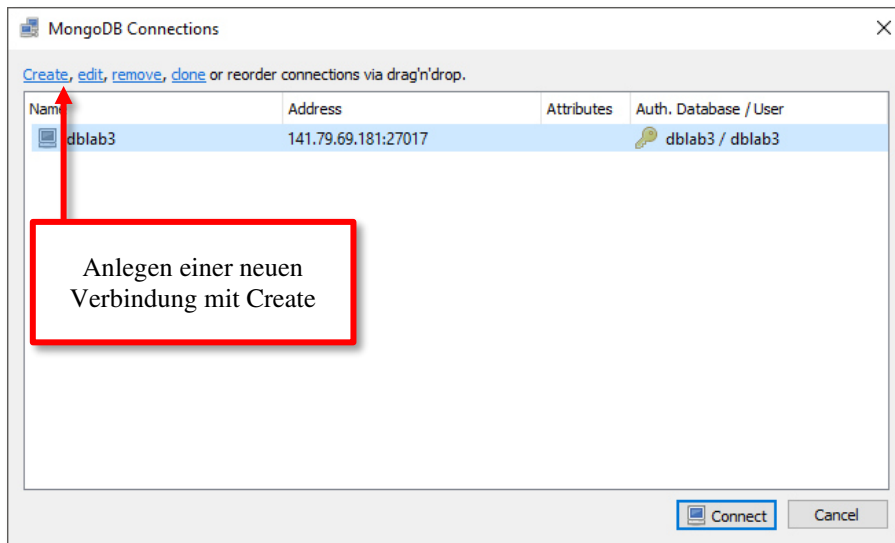 MongoDB Connections
Create, edit, remove, clone or reorder connections via drag'n'drop.
Name Address Attributes Auth. Database / User
dblab3 141.79.69.181:27017 dblab3 / dblab3
Anlegen einer neuen
Verbindung mit Create
Connect Cancel